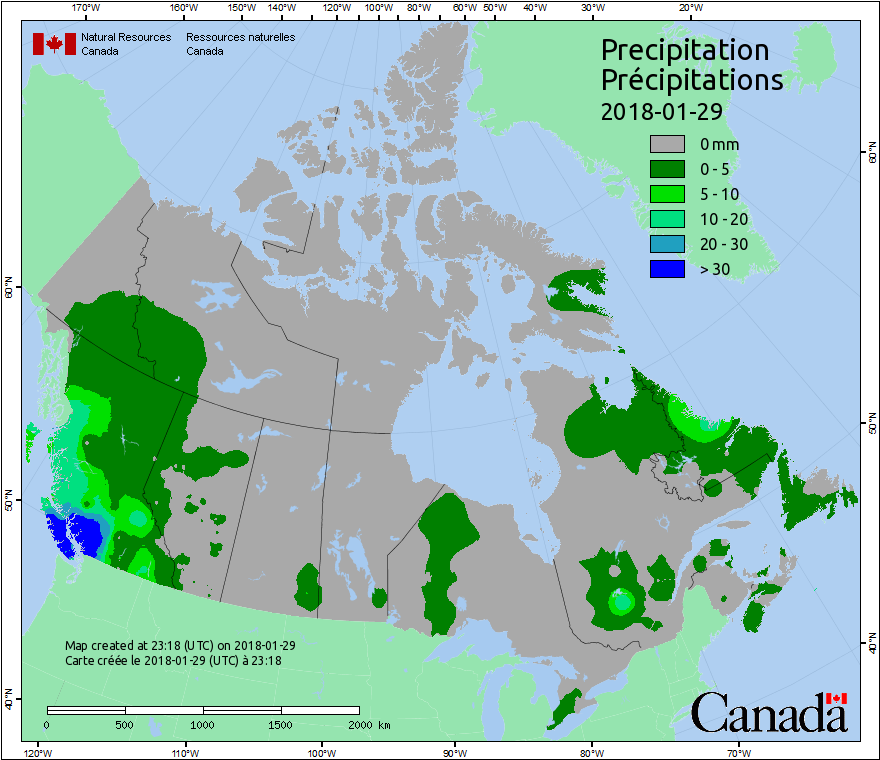 170°W 160°W 150°W 140°W 120°W 110°W 100°W 90°W 80°W 60°W 50°W 40°W 30°W 20°W
Natural Resources Ressources naturelles
Canada Canada
Precipitation
Précipitations
2018-01-29
0 mm
0 - 5
5 - 10
10 - 20
20 - 30
> 30
60°N 60°N
50°N 50°N
40°N 40°N
Map created at 23:18 (UTC) on 2018-01-29
Carte créée le 2018-01-29 (UTC) à 23:18
0 500 1000 1500 2000 km
Canada
120°W 110°W 100°W 90°W 80°W 70°W